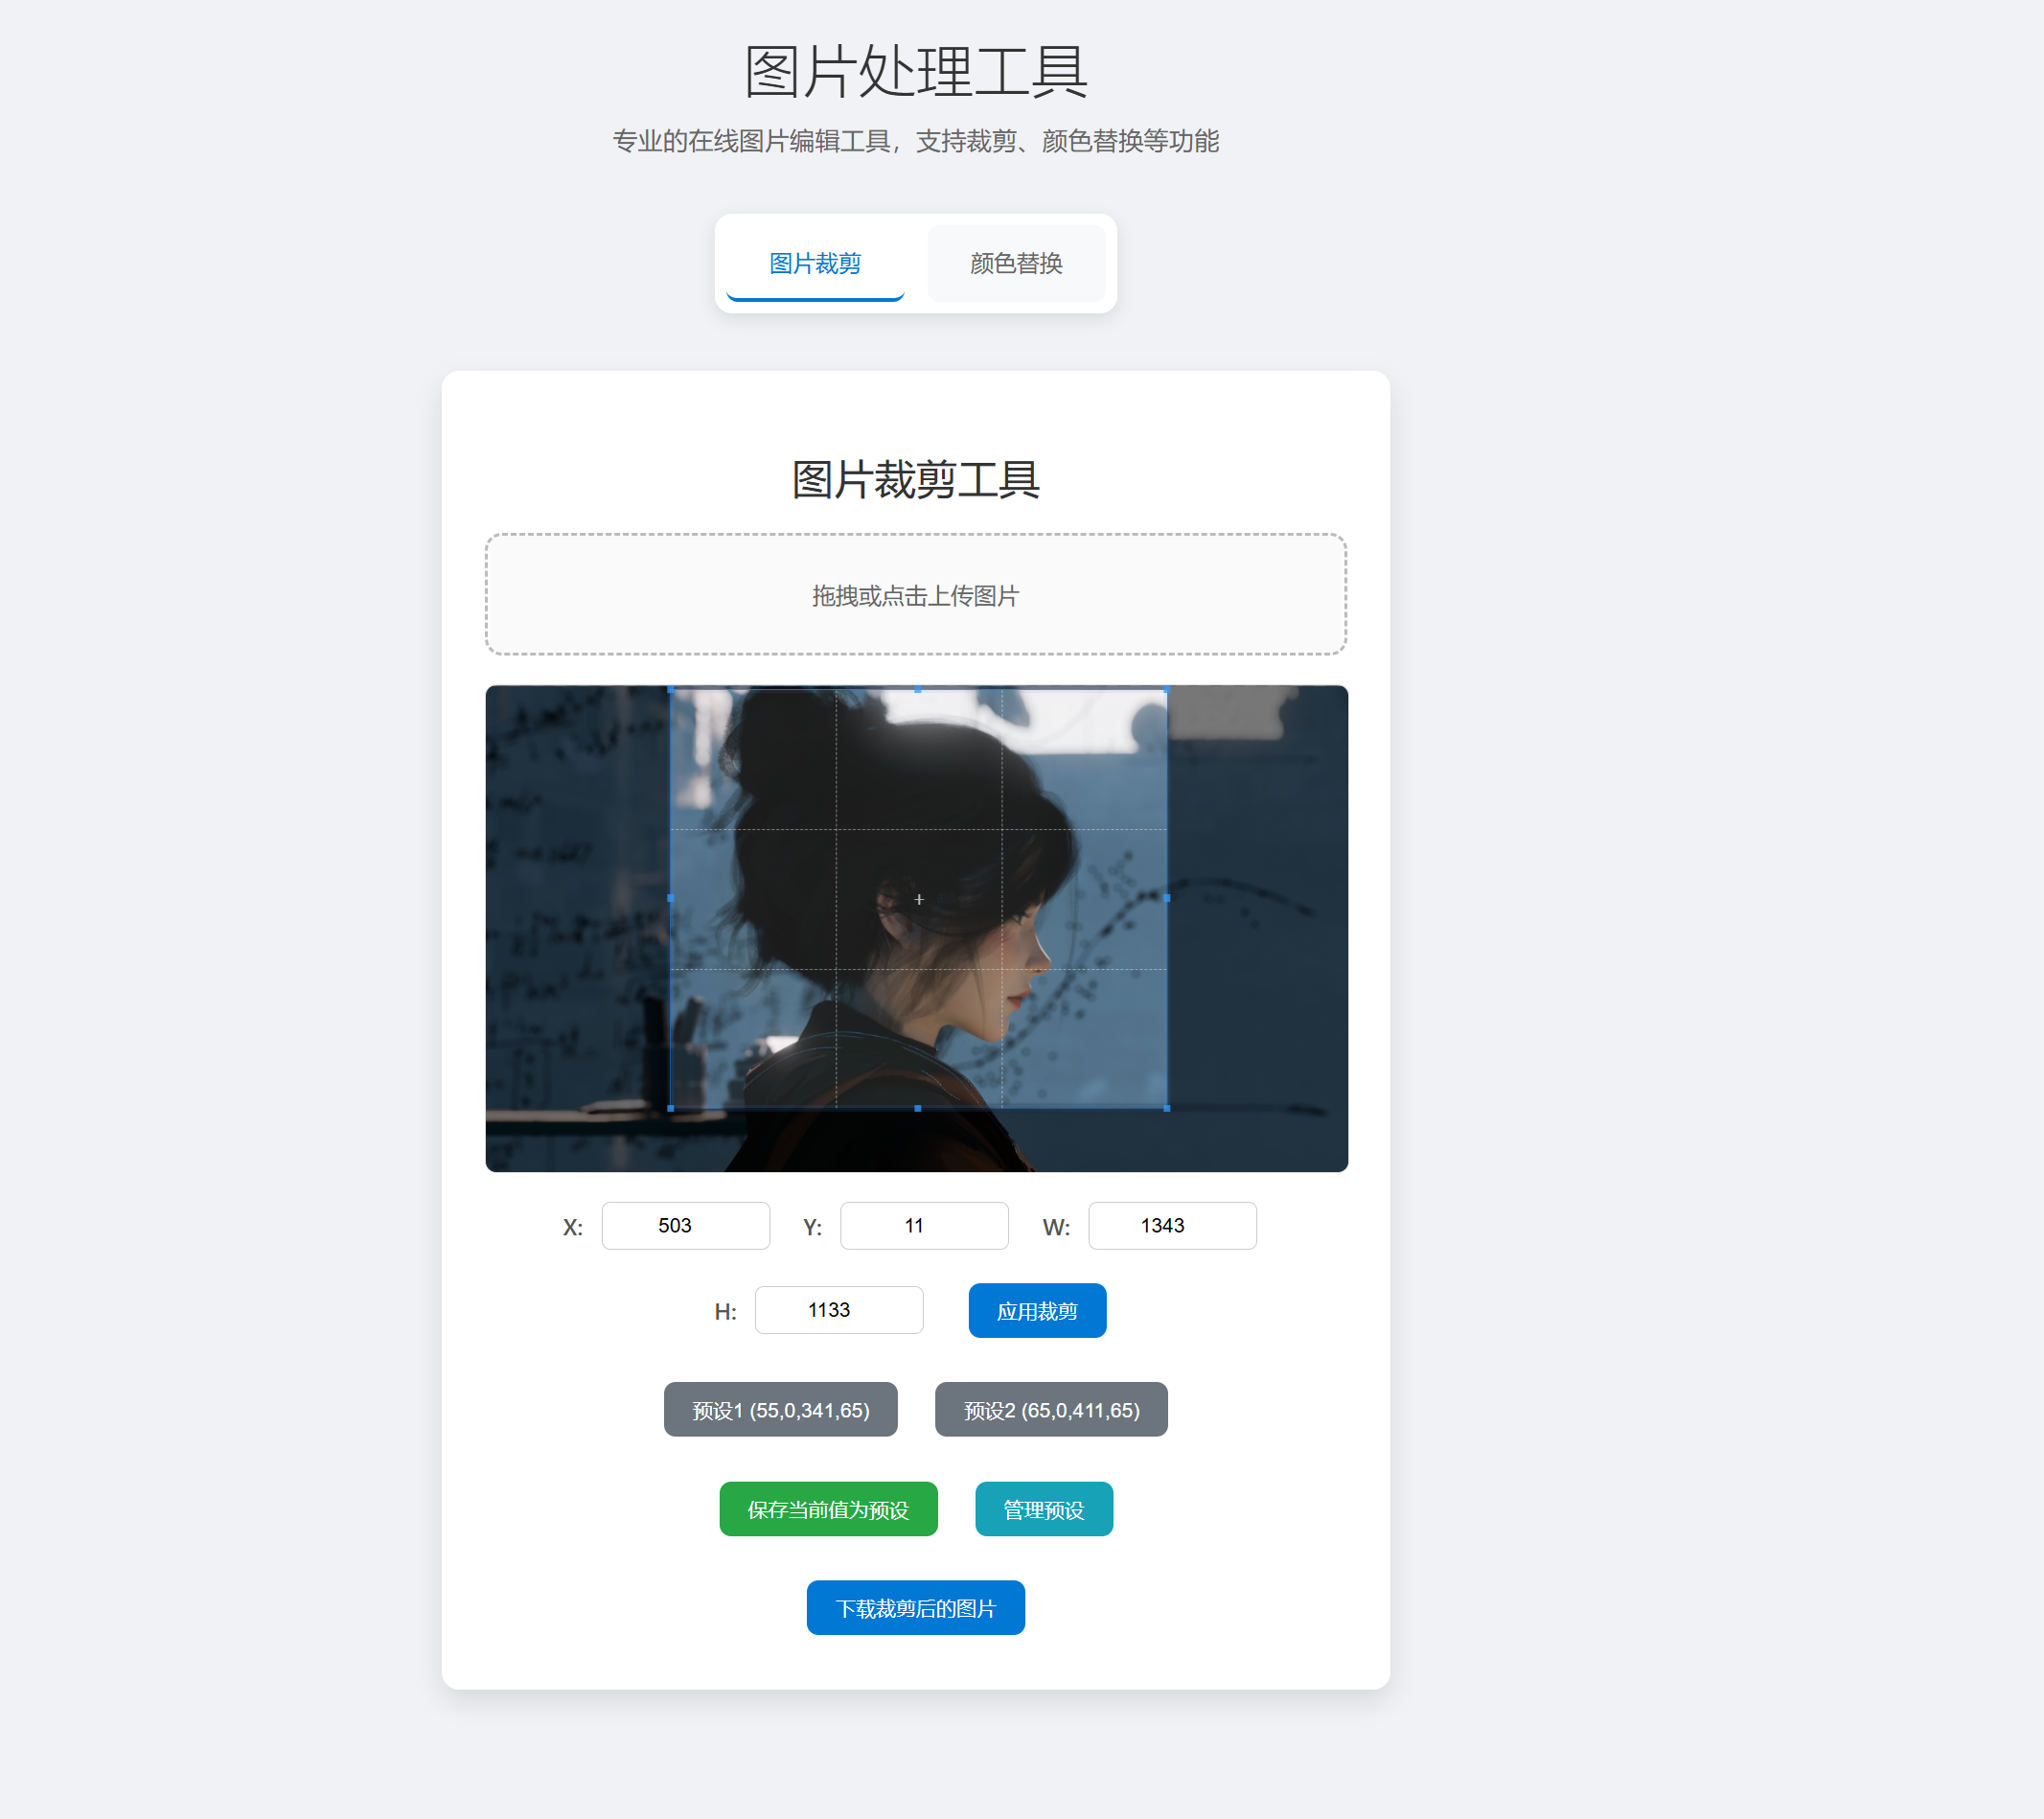 图片处理工具
专业的在线图片编辑工具，支持裁剪、颜色替换等功能
图片裁剪 颜色替换
图片裁剪工具
拖拽或点击上传图片
X: 503 Y: 11 W: 1343
H: 1133 应用裁剪
预设1 (55,0,341,65) 预设2 (65,0,411,65)
保存当前值为预设 管理预设
下载裁剪后的图片